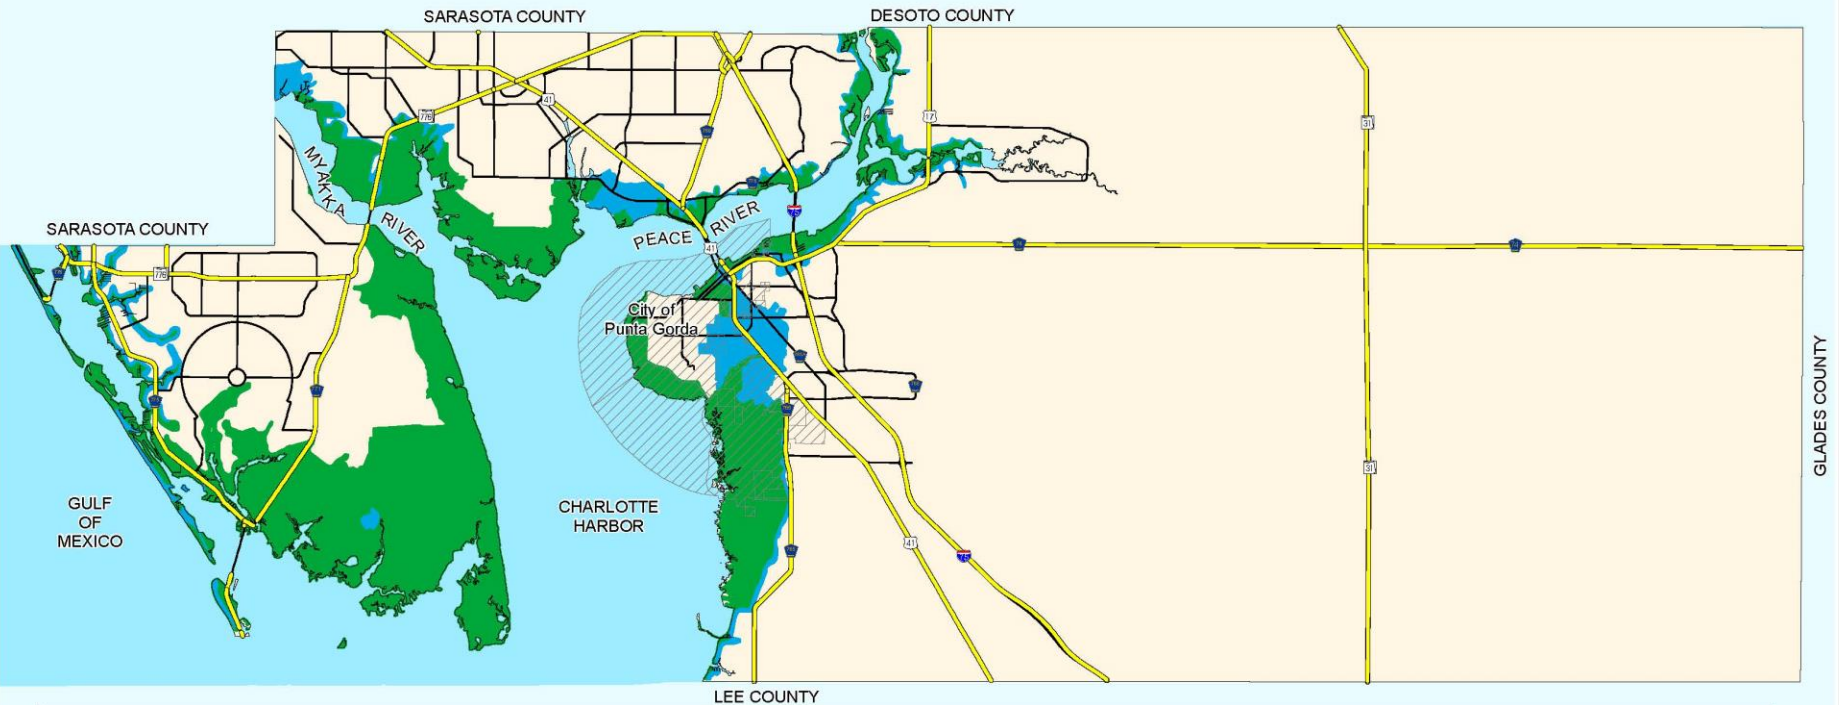 SARASOTA COUNTY
DESOTO COUNTY
31
776
41
17
MYAKKA
RIVER
75
SARASOTA COUNTY
PEACE
RIVER
41
776
City of
Punta Gorda
GLADES COUNTY
31
GULF
OF
MEXICO
CHARLOTTE
HARBOR
41
75
LEE COUNTY